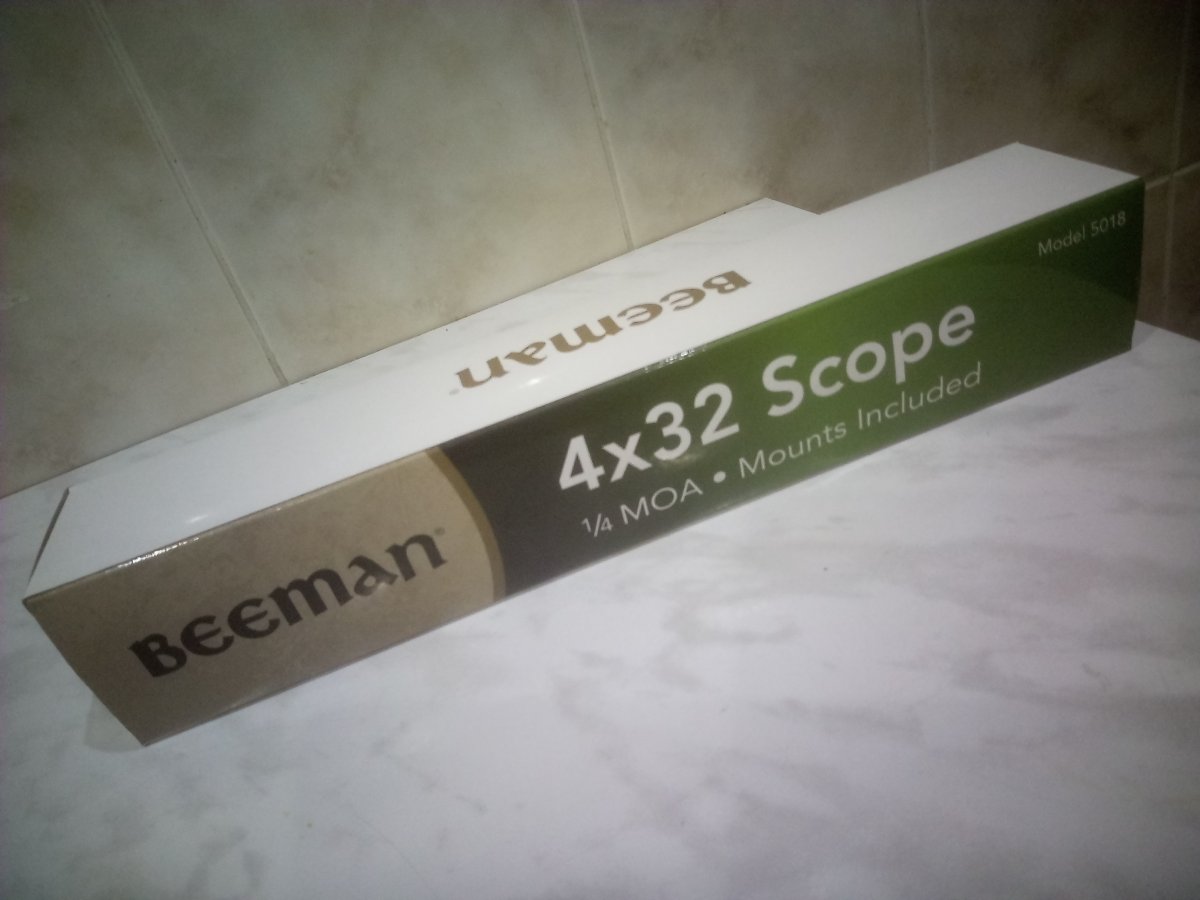 Beeman
Model 5018
4x32 Scope
1/4 MOA • Mounts Included
Beeman®